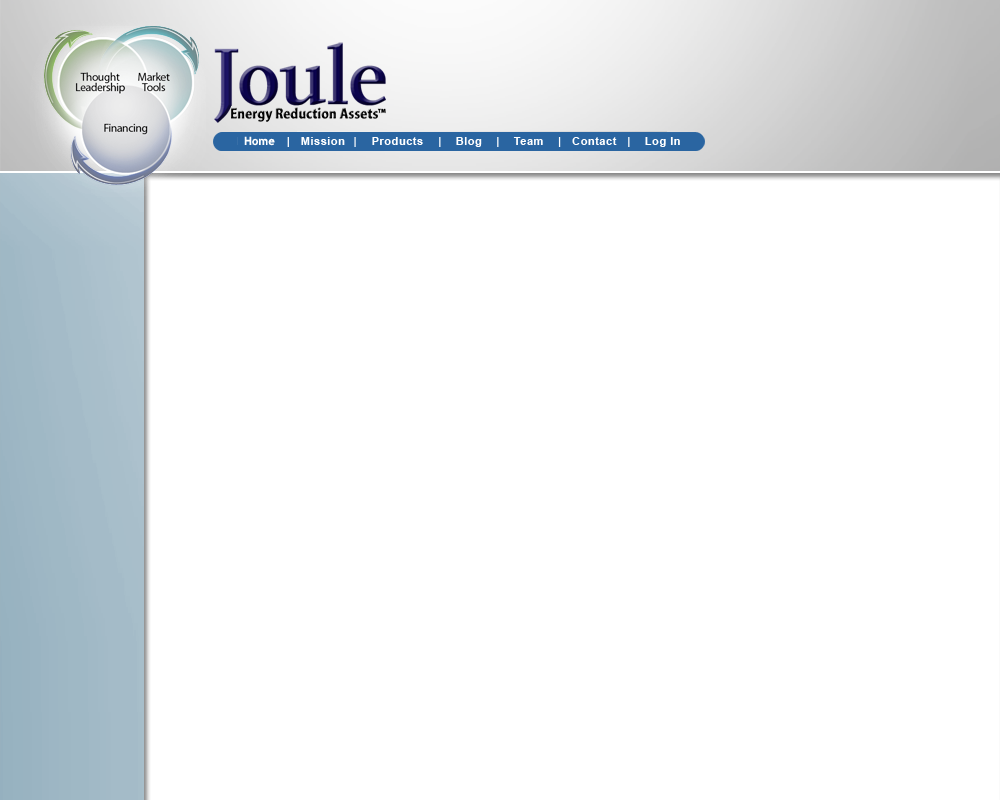 Thought
Leadership
Market
Tools
Financing
Joule
Energy Reduction Assets™
Home | Mission | Products | Blog | Team | Contact | Log In